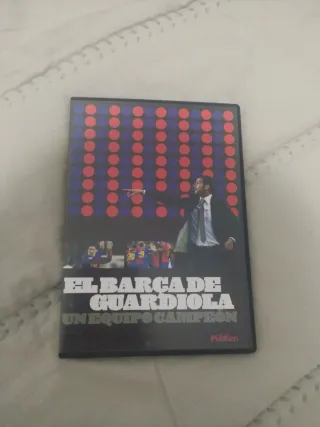 EL BARÇA DE
GUARDIOLA
UN EQUIPO CAMPEÓN
Público